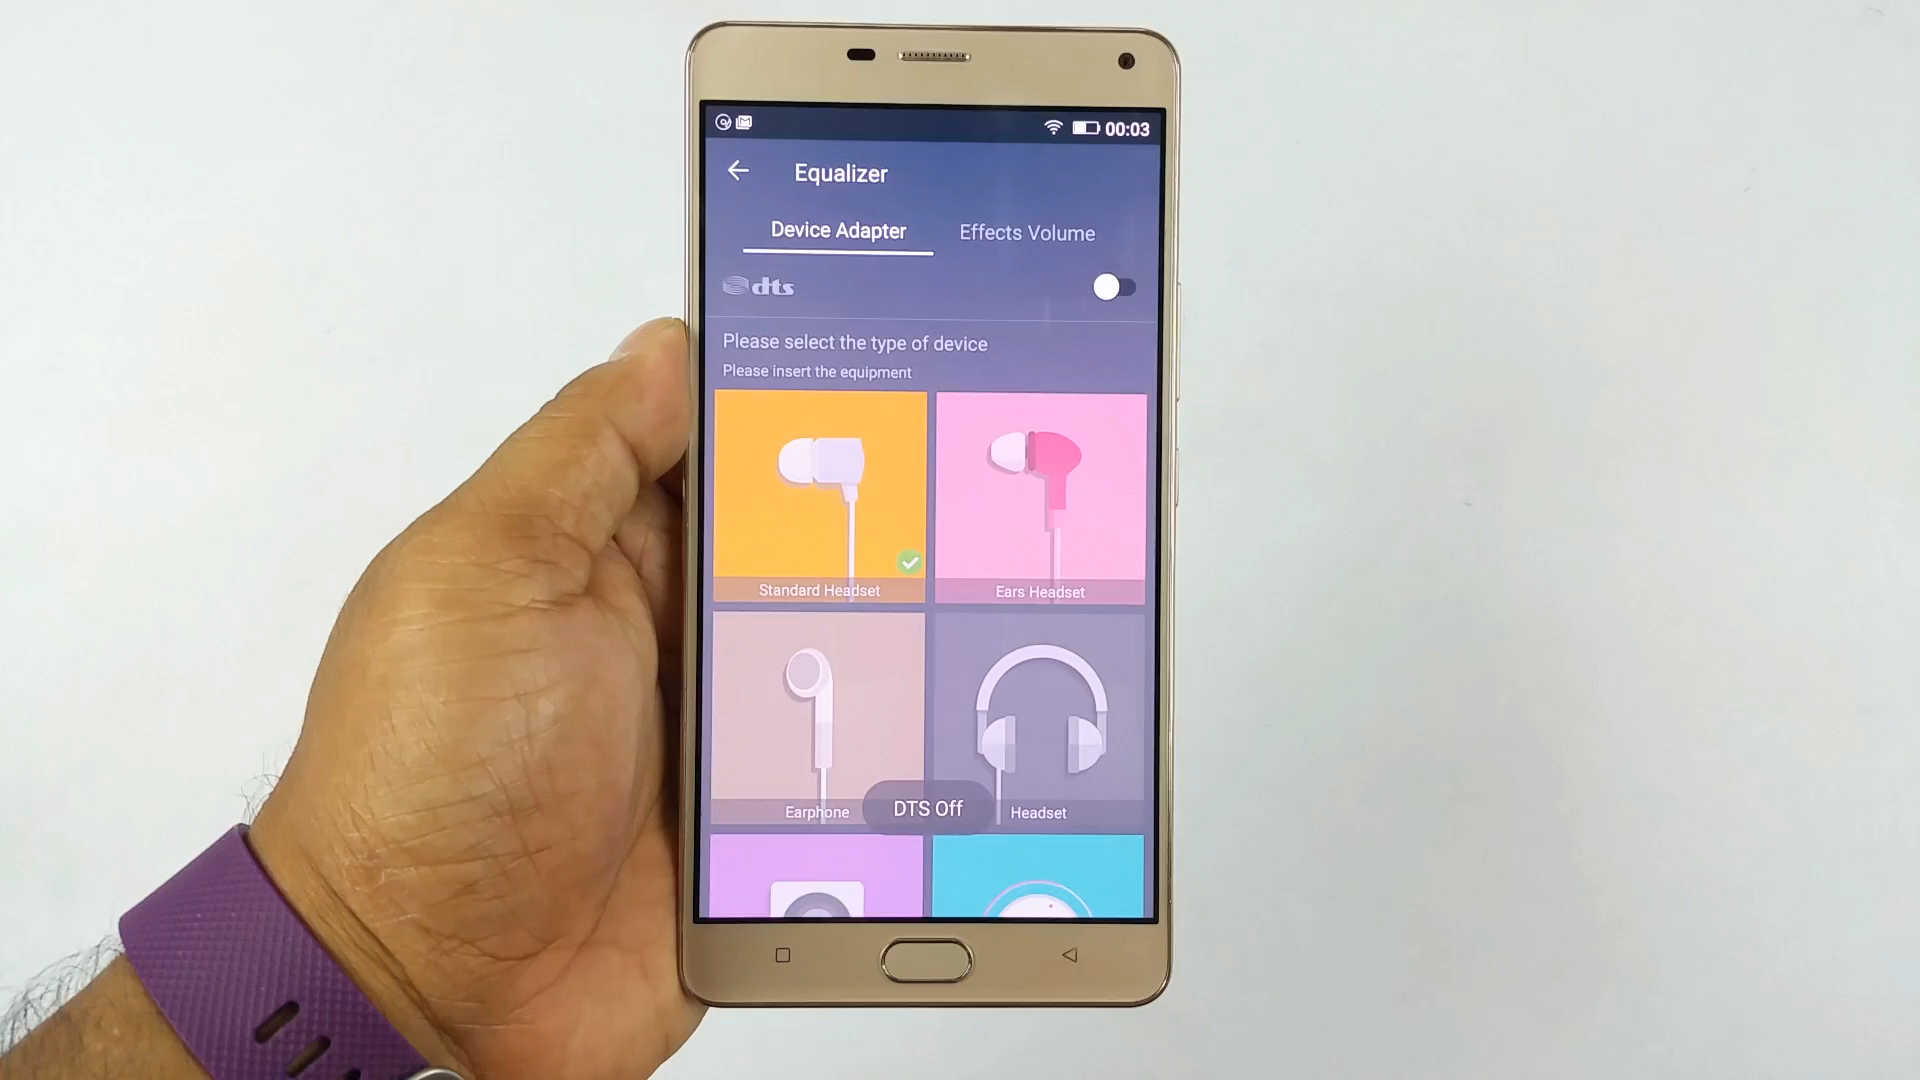 00:03
Equalizer
Device Adapter
Effects Volume
dts
Please select the type of device
Please insert the equipment
Standard Headset
Ears Headset
Earphone
Headset
DTS Off